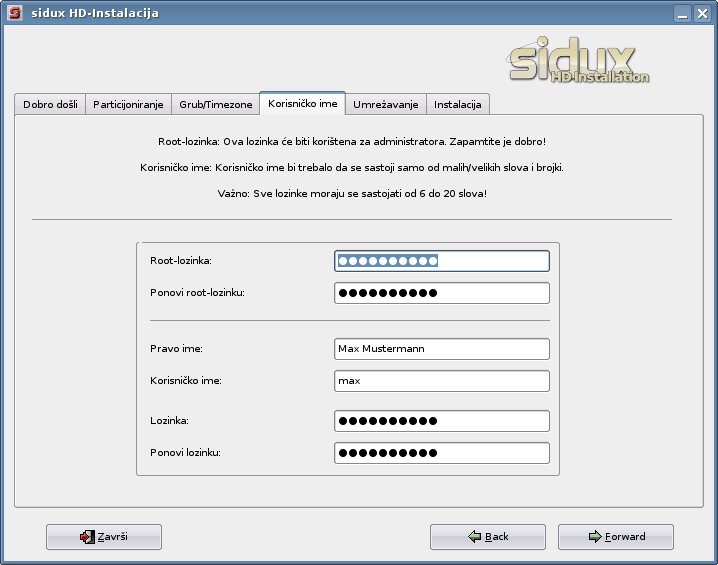 sidux HD-Instalacija
sidux
HD-Installation
Dobro došli Particijoniranje Grub/Timezone Korisničko ime Umrežavanje Instalacija
Root-lozinka: Ova lozinka će biti korištena za administratora. Zapamtite je dobro!
Korisničko ime: Korisničko ime bi trebalo da se sastoji samo od malih/velikih slova i brojki.
Važno: Sve lozinke moraju se sastojati od 6 do 20 slova!
Root-lozinka: ●●●●●●●●●●
Ponovi root-lozinku: ●●●●●●●●●●
Pravo ime: Max Mustermann
Korisničko ime: max
Lozinka: ●●●●●●●●●●
Ponovi lozinku: ●●●●●●●●●●
Završi Back Forward